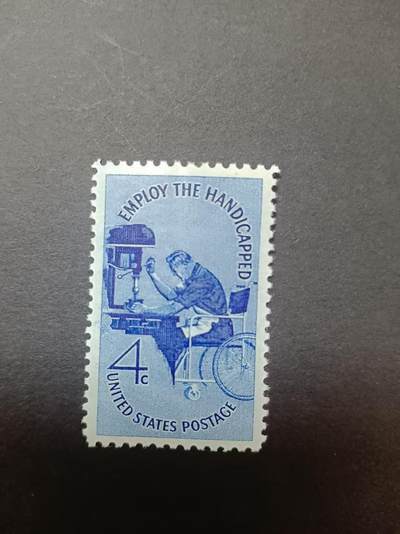 EMPLOY THE HANDICAPPED
4c
UNITED STATES POSTAGE